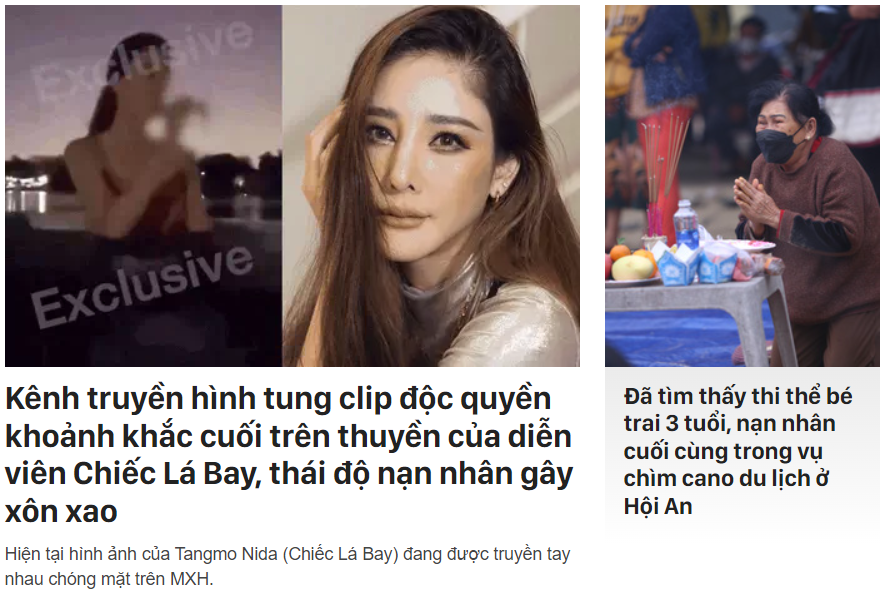 Exclusive
Exclusive
Kênh truyền hình tung clip độc quyền
khoảnh khắc cuối trên thuyền của diễn
viên Chiếc Lá Bay, thái độ nạn nhân gây
xôn xao
Hiện tại hình ảnh của Tangmo Nida (Chiếc Lá Bay) đang được truyền tay
nhau chóng mặt trên MXH.
Đã tìm thấy thi thể bé
trai 3 tuổi, nạn nhân
cuối cùng trong vụ
chìm cano du lịch ở
Hội An